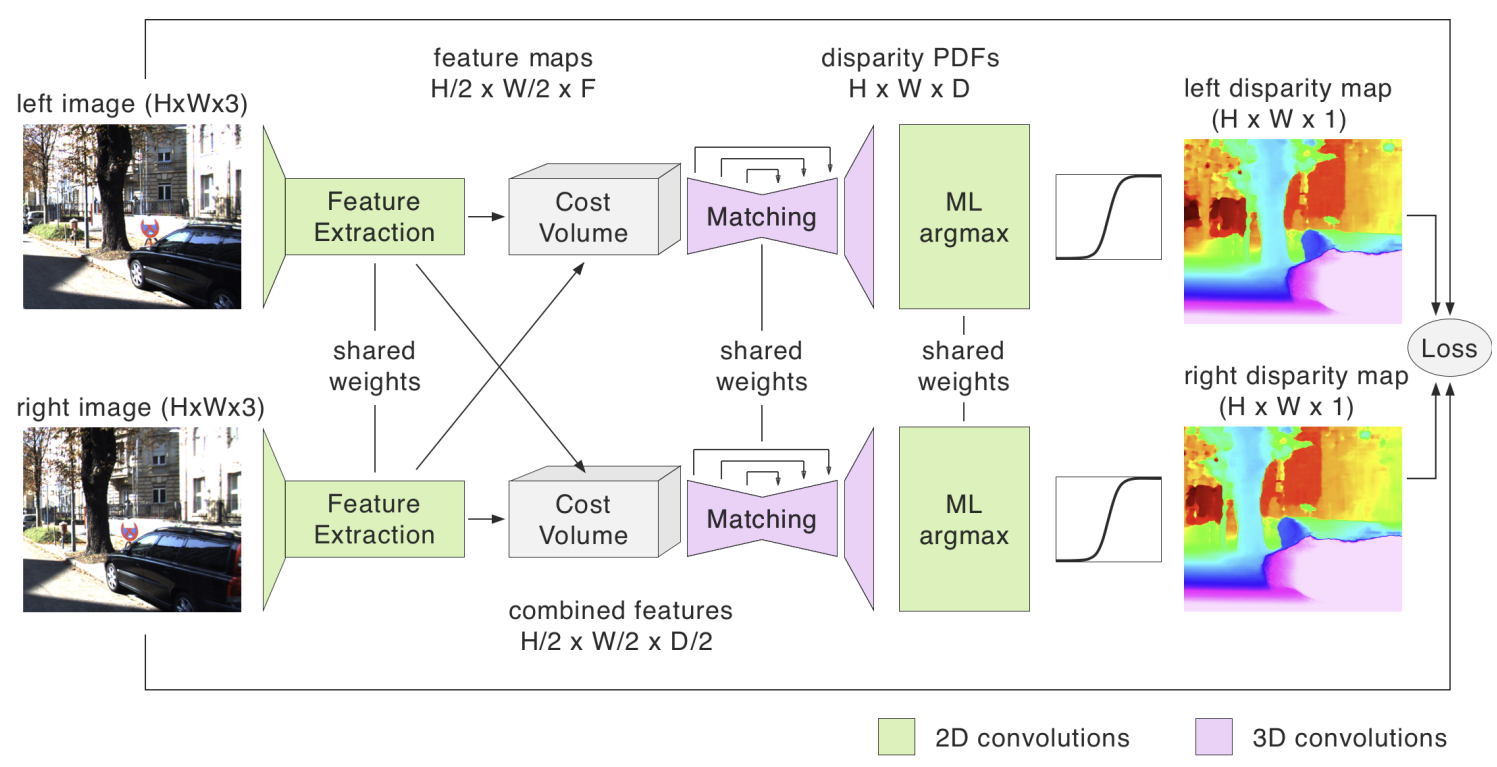 feature maps
H/2 x W/2 x F
disparity PDFs
H x W x D
left image (HxWx3)
left disparity map
(H x W x 1)
Feature
Extraction
Cost
Volume
Matching
ML
argmax
shared
weights
shared
weights
shared
weights
Loss
right image (HxWx3)
right disparity map
(H x W x 1)
Feature
Extraction
Cost
Volume
Matching
ML
argmax
combined features
H/2 x W/2 x D/2
2D convolutions
3D convolutions